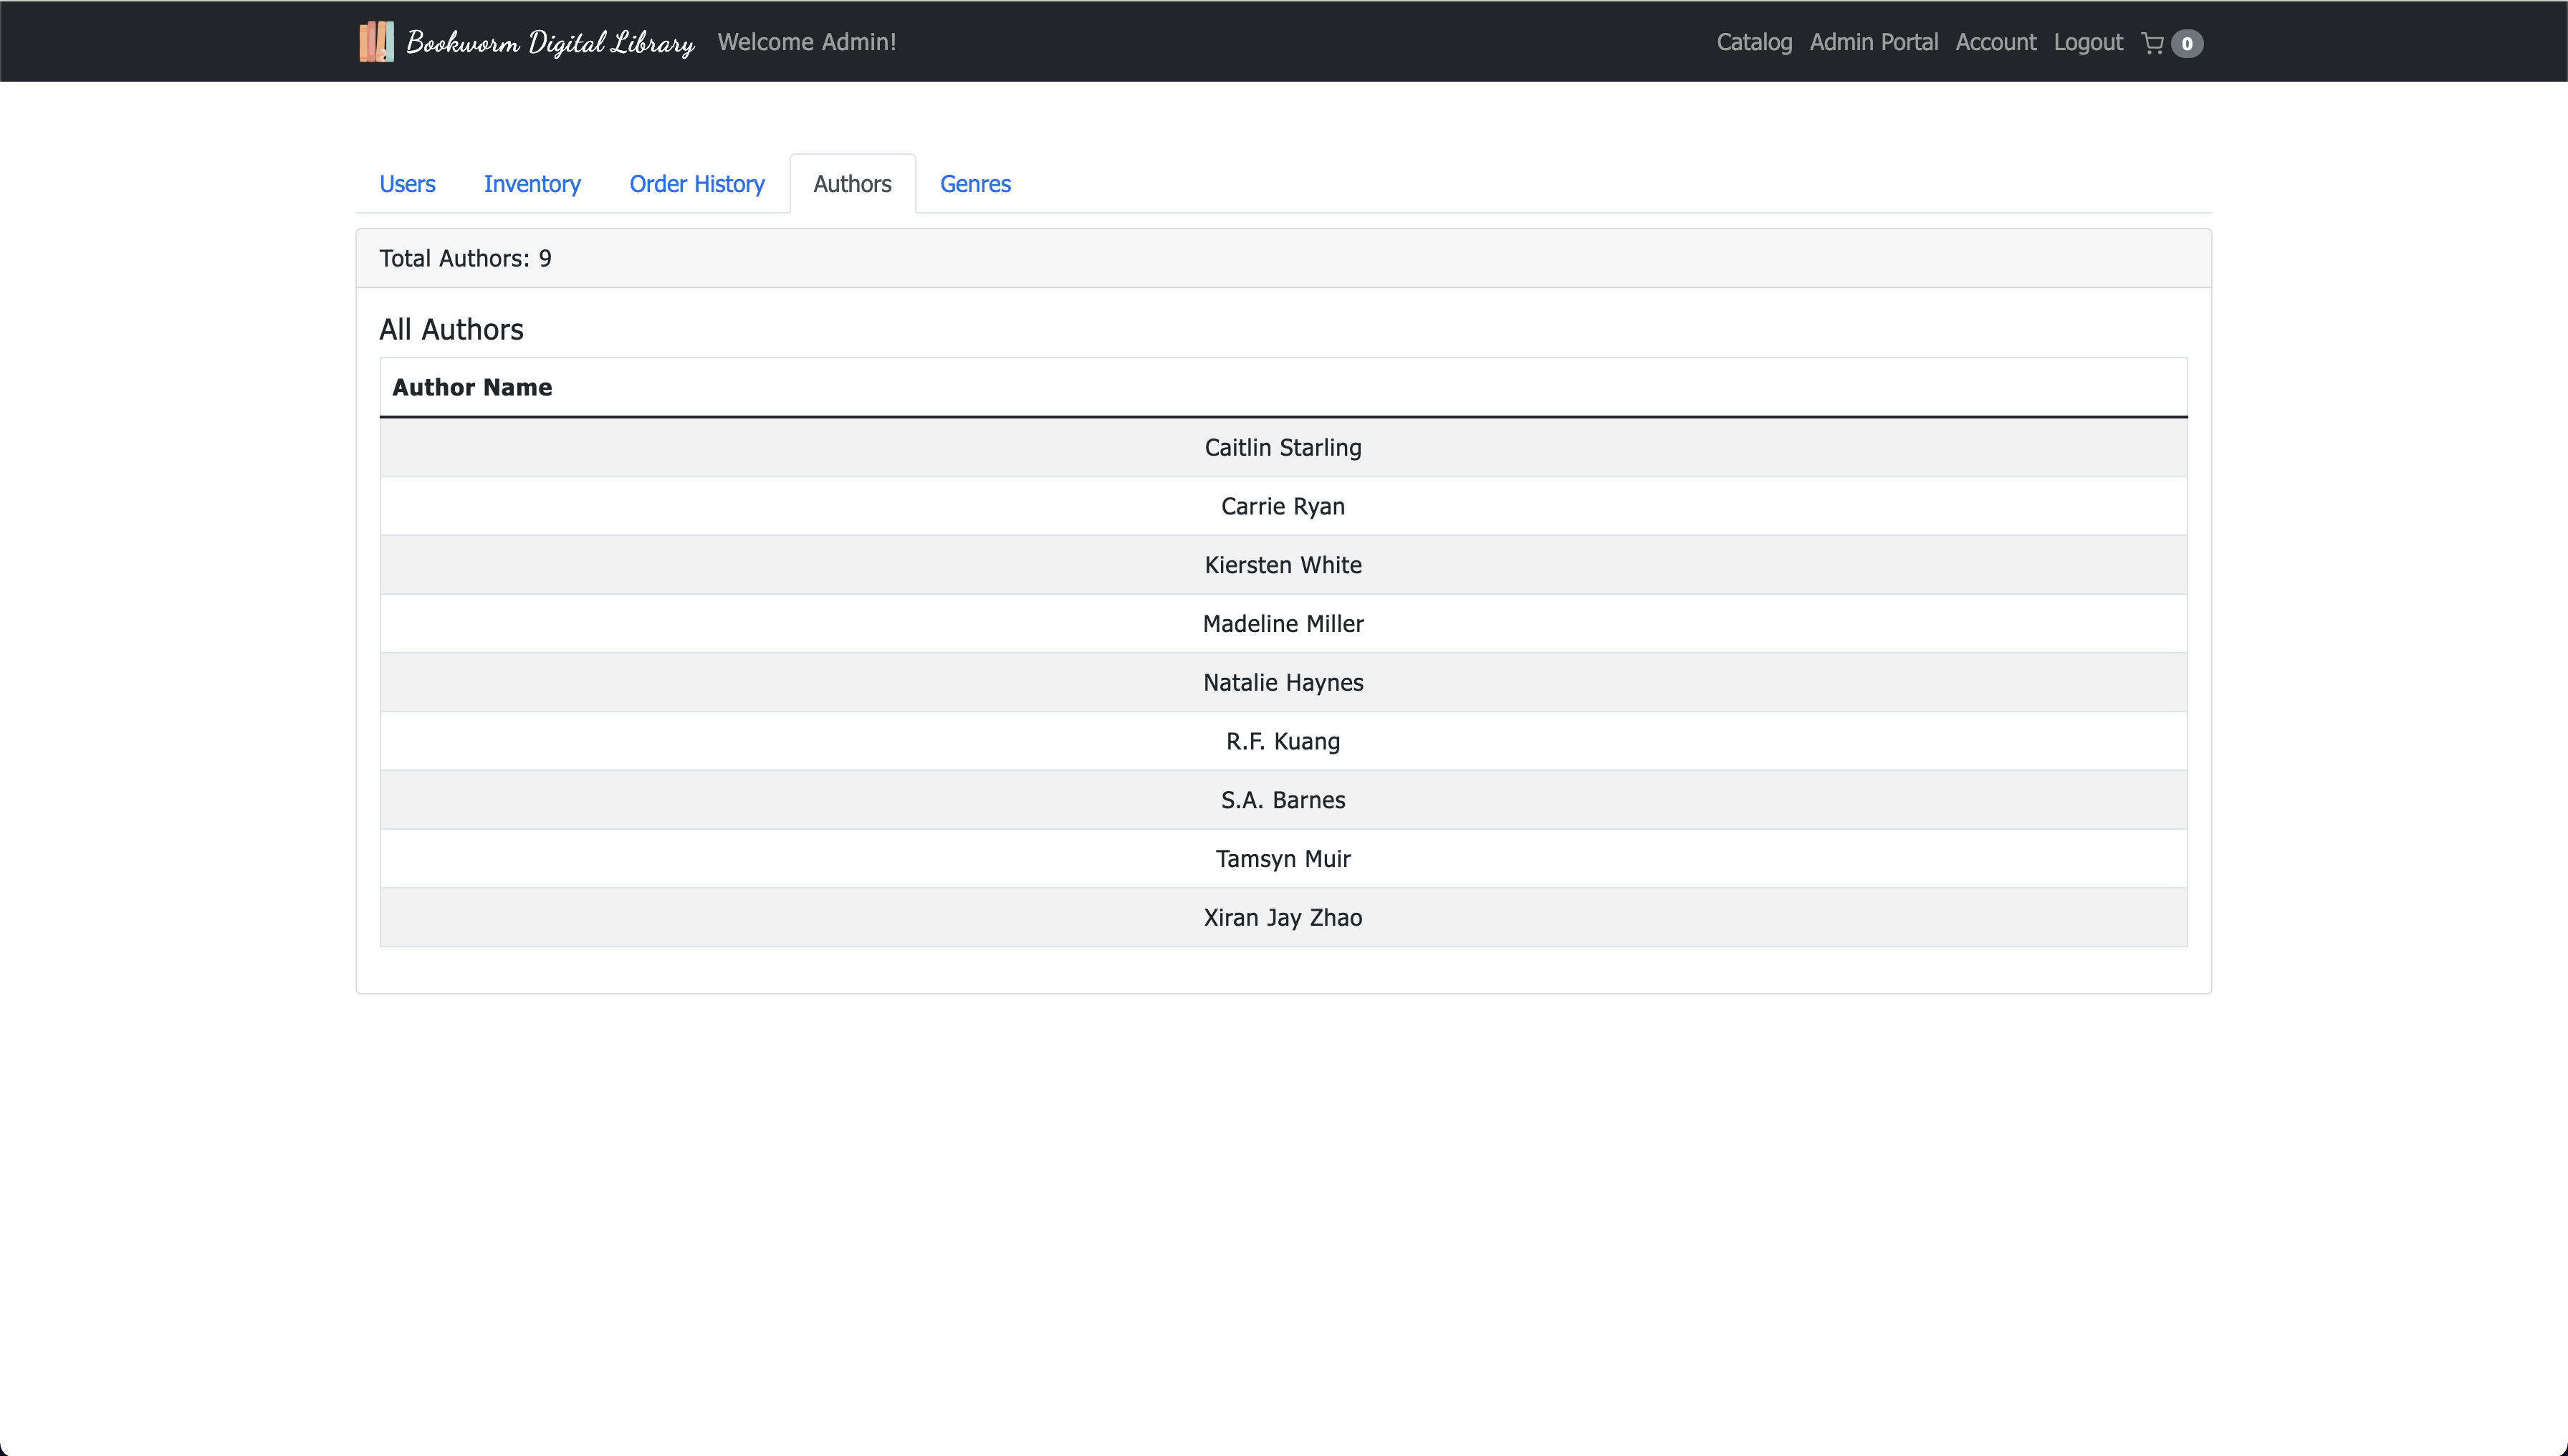 Bookworm Digital Library Welcome Admin! Catalog Admin Portal Account Logout 0
Users Inventory Order History Authors Genres
Total Authors: 9
All Authors
Author Name
Caitlin Starling
Carrie Ryan
Kiersten White
Madeline Miller
Natalie Haynes
R.F. Kuang
S.A. Barnes
Tamsyn Muir
Xiran Jay Zhao